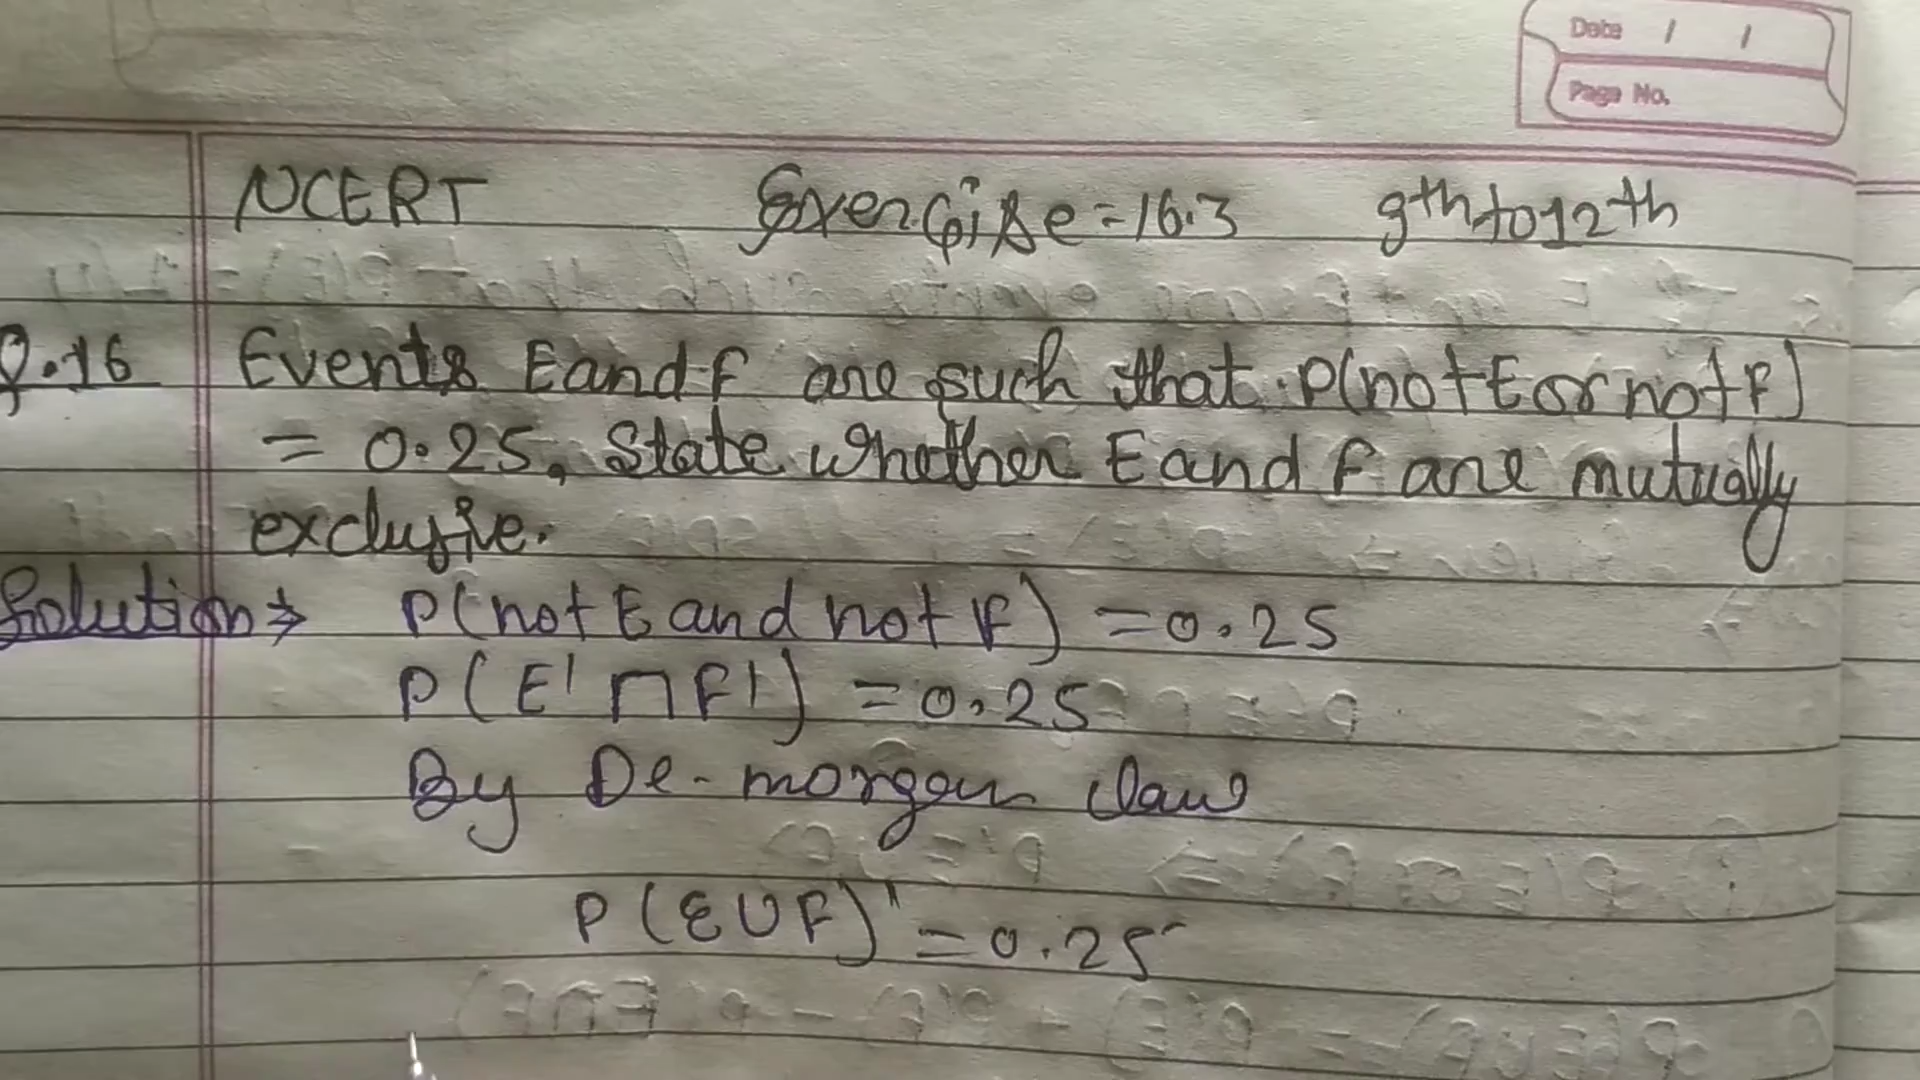 Date / /
Page No.
NCERT Exercise = 16.3 9th to 12th
Q.16 Events E and F are such that P(not E or not F)
= 0.25, State whether E and F are mutually
exclusive.
Solution ⇒ P(not E and not F) = 0.25
P(E' ∩ F') = 0.25
By De-morgan law
P(E∪F)' = 0.25